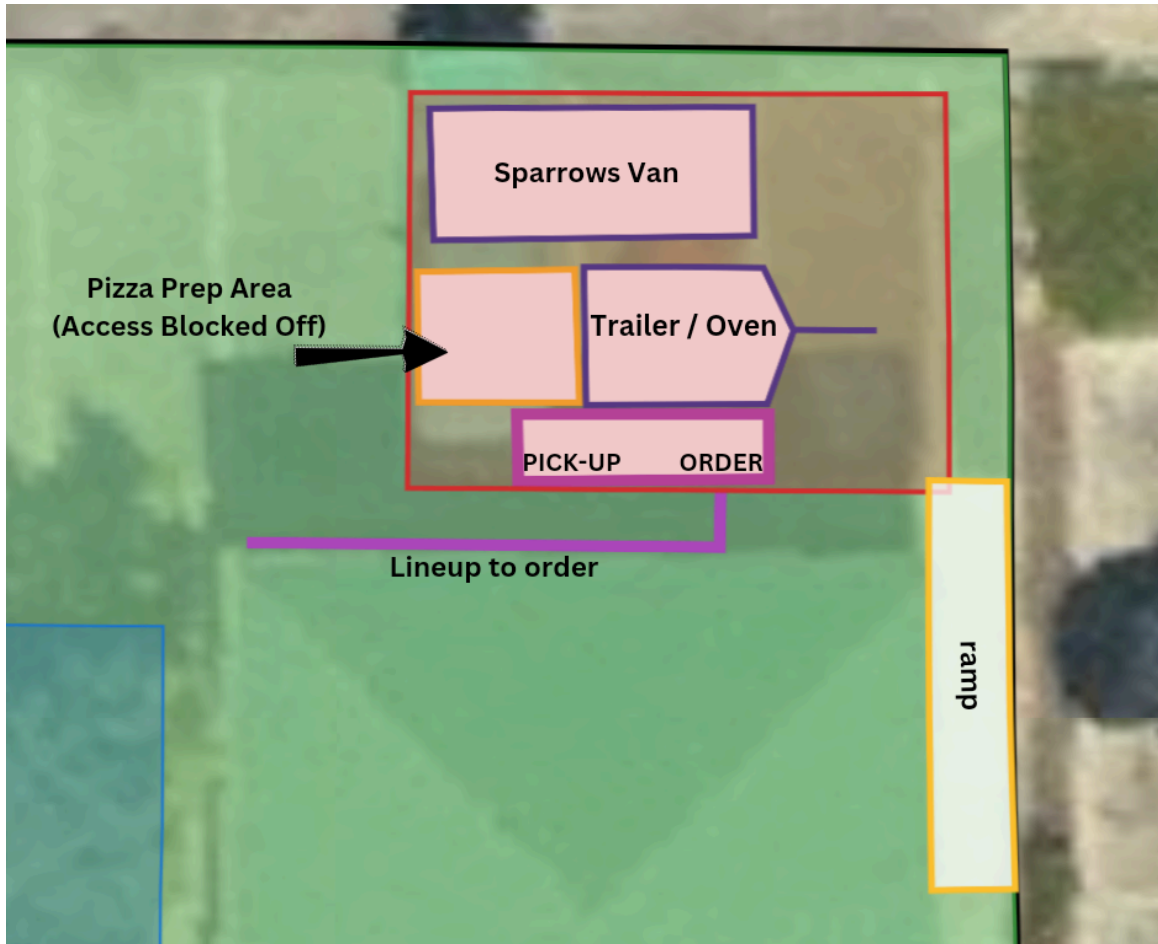 Sparrows Van
Pizza Prep Area
(Access Blocked Off)
Trailer / Oven
PICK-UP ORDER
Lineup to order
ramp